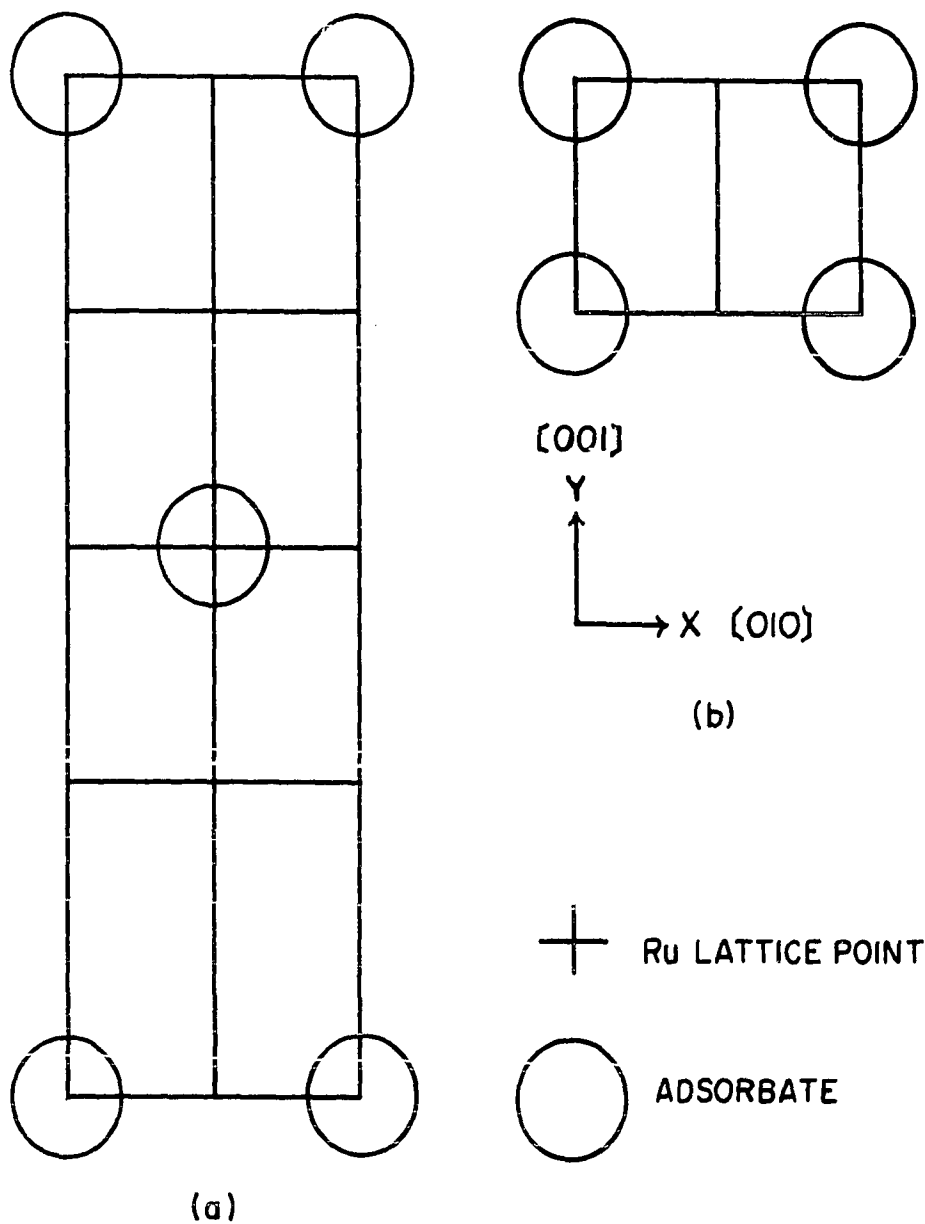 [001]
Y
X [010]
(b)
Ru LATTICE POINT
ADSORBATE
(a)